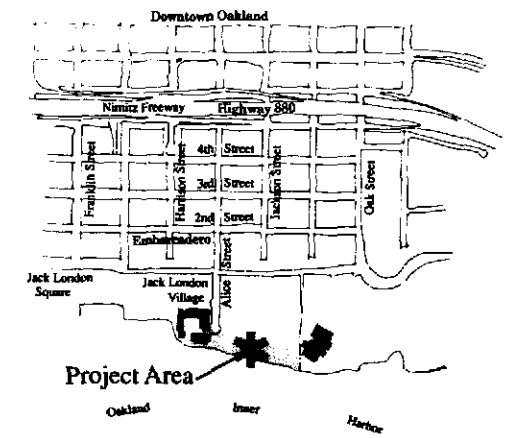 Downtown Oakland
Nimitz Freeway Highway 880
4th Street
3rd Street
2nd Street
Franklin Street
Harrison Street
Jackson Street
Oak Street
Embarcadero
Alice Street
Jack London
Square
Jack London
Village
Project Area
Oakland Inner Harbor